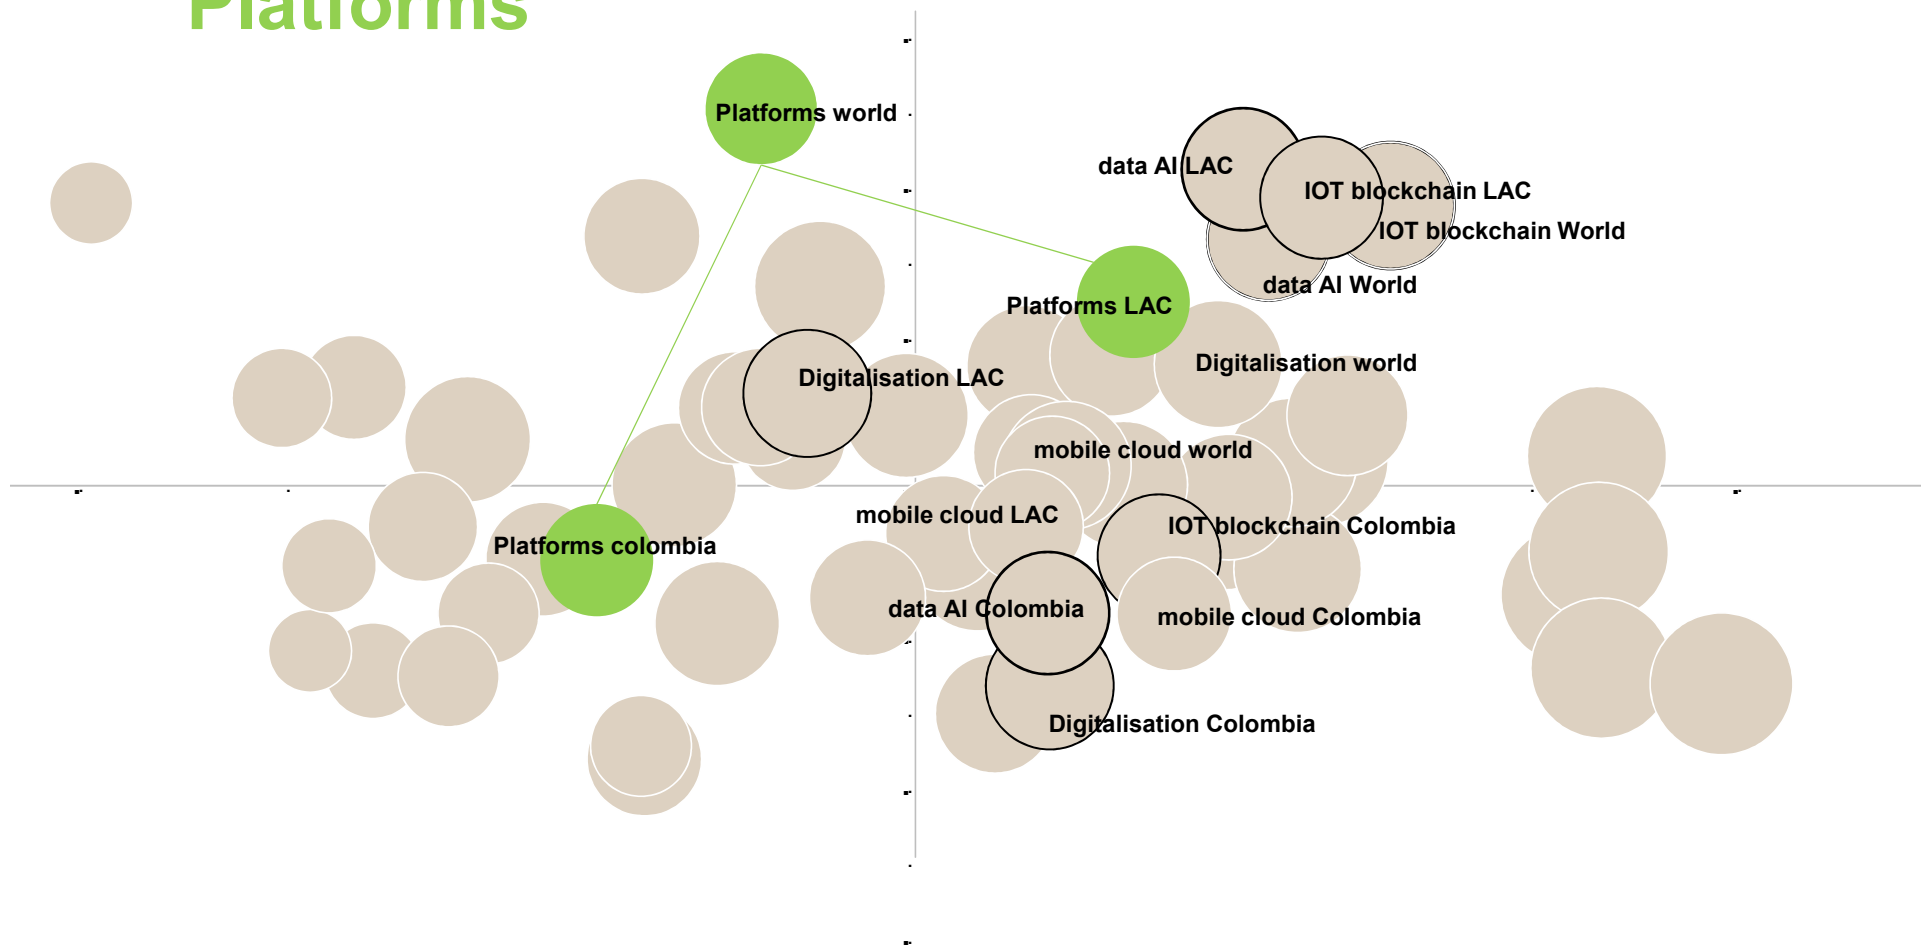 Platforms
Platforms world
data AI LAC
IOT blockchain LAC
IOT blockchain World
data AI World
Platforms LAC
Digitalisation world
Digitalisation LAC
mobile cloud world
mobile cloud LAC
IOT blockchain Colombia
Platforms colombia
data AI Colombia
mobile cloud Colombia
Digitalisation Colombia